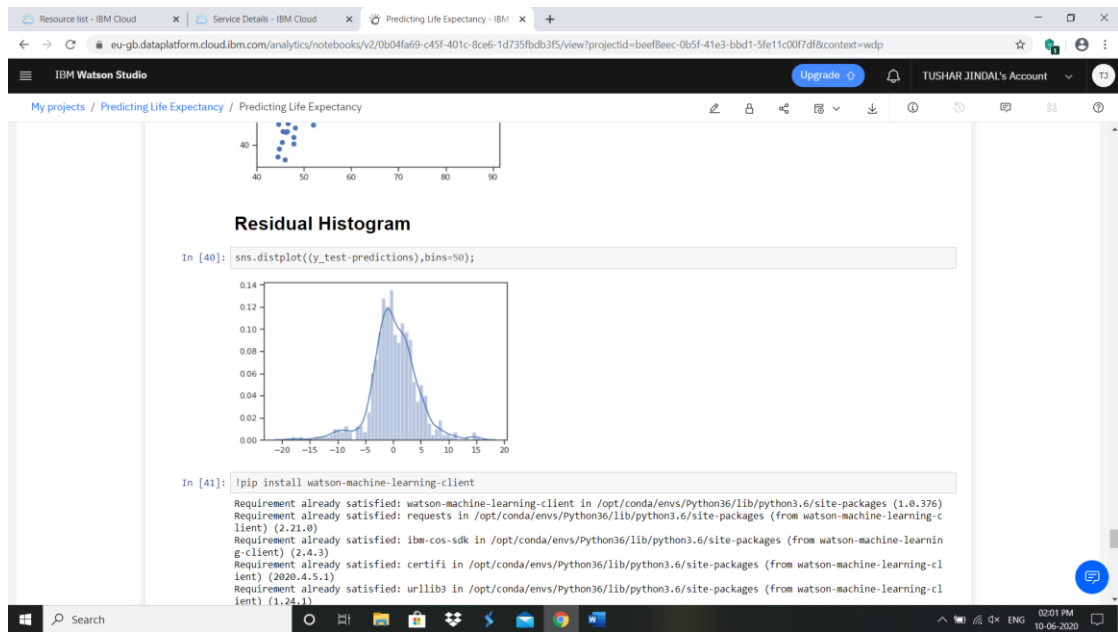 Resource list - IBM Cloud
Service Details - IBM Cloud
Predicting Life Expectancy - IBM
eu-gb.dataplatform.cloud.ibm.com/analytics/notebooks/v2/0b04fa69-c45f-401c-8ce6-1d735fbdb3f5/view?projectid=beef8eec-0b5f-41e3-bbd1-5fe11c00f7df&context=wdp
IBM Watson Studio
Upgrade
TUSHAR JINDAL's Account
TJ
My projects / Predicting Life Expectancy / Predicting Life Expectancy
40
40 50 60 70 80 90
Residual Histogram
In [40]: sns.distplot((y_test-predictions),bins=50);
0.14
0.12
0.10
0.08
0.06
0.04
0.02
0.00
−20 −15 −10 −5 0 5 10 15 20
In [41]: !pip install watson-machine-learning-client
Requirement already satisfied: watson-machine-learning-client in /opt/conda/envs/Python36/lib/python3.6/site-packages (1.0.376)
Requirement already satisfied: requests in /opt/conda/envs/Python36/lib/python3.6/site-packages (from watson-machine-learning-c
lient) (2.21.0)
Requirement already satisfied: ibm-cos-sdk in /opt/conda/envs/Python36/lib/python3.6/site-packages (from watson-machine-learnin
g-client) (2.4.3)
Requirement already satisfied: certifi in /opt/conda/envs/Python36/lib/python3.6/site-packages (from watson-machine-learning-cl
ient) (2020.4.5.1)
Requirement already satisfied: urllib3 in /opt/conda/envs/Python36/lib/python3.6/site-packages (from watson-machine-learning-cl
ient) (1.24.1)
Search
ENG
02:01 PM
10-06-2020